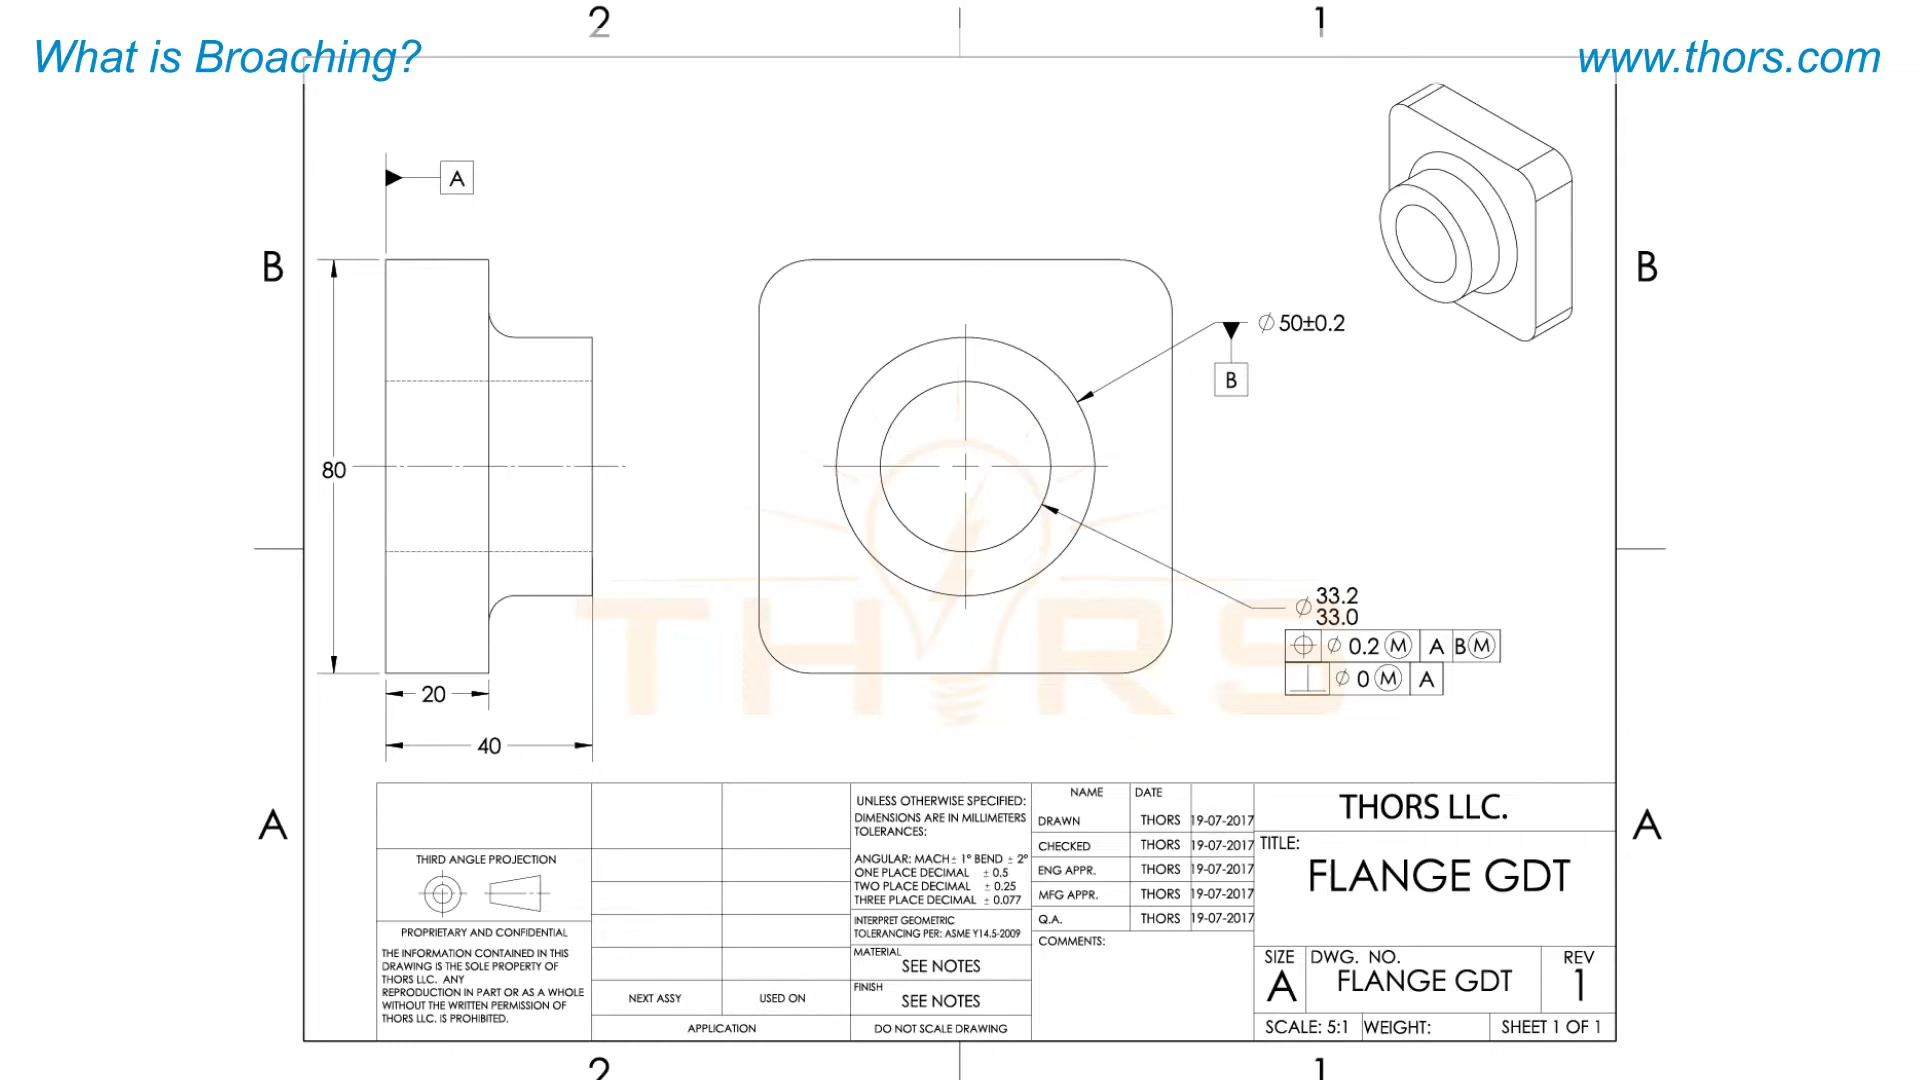 What is Broaching?
www.thors.com
2
1
A
B
B
80
20
40
⌀ 50±0.2
B
⌀ 33.2
33.0
⌖ ⌀ 0.2 Ⓜ A B Ⓜ
⊥ ⌀ 0 Ⓜ A
THORS
A
A
THIRD ANGLE PROJECTION
PROPRIETARY AND CONFIDENTIAL
THE INFORMATION CONTAINED IN THIS
DRAWING IS THE SOLE PROPERTY OF
THORS LLC. ANY
REPRODUCTION IN PART OR AS A WHOLE
WITHOUT THE WRITTEN PERMISSION OF
THORS LLC. IS PROHIBITED.
NEXT ASSY
USED ON
APPLICATION
UNLESS OTHERWISE SPECIFIED:
DIMENSIONS ARE IN MILLIMETERS
TOLERANCES:
ANGULAR: MACH± 1° BEND ± 2°
ONE PLACE DECIMAL ± 0.5
TWO PLACE DECIMAL ± 0.25
THREE PLACE DECIMAL ± 0.077
INTERPRET GEOMETRIC
TOLERANCING PER: ASME Y14.5-2009
MATERIAL
SEE NOTES
FINISH
SEE NOTES
DO NOT SCALE DRAWING
NAME DATE
DRAWN THORS 19-07-2017
CHECKED THORS 19-07-2017
ENG APPR. THORS 19-07-2017
MFG APPR. THORS 19-07-2017
Q.A. THORS 19-07-2017
COMMENTS:
THORS LLC.
TITLE:
FLANGE GDT
SIZE
A
DWG. NO.
FLANGE GDT
REV
1
SCALE: 5:1
WEIGHT:
SHEET 1 OF 1
2
1